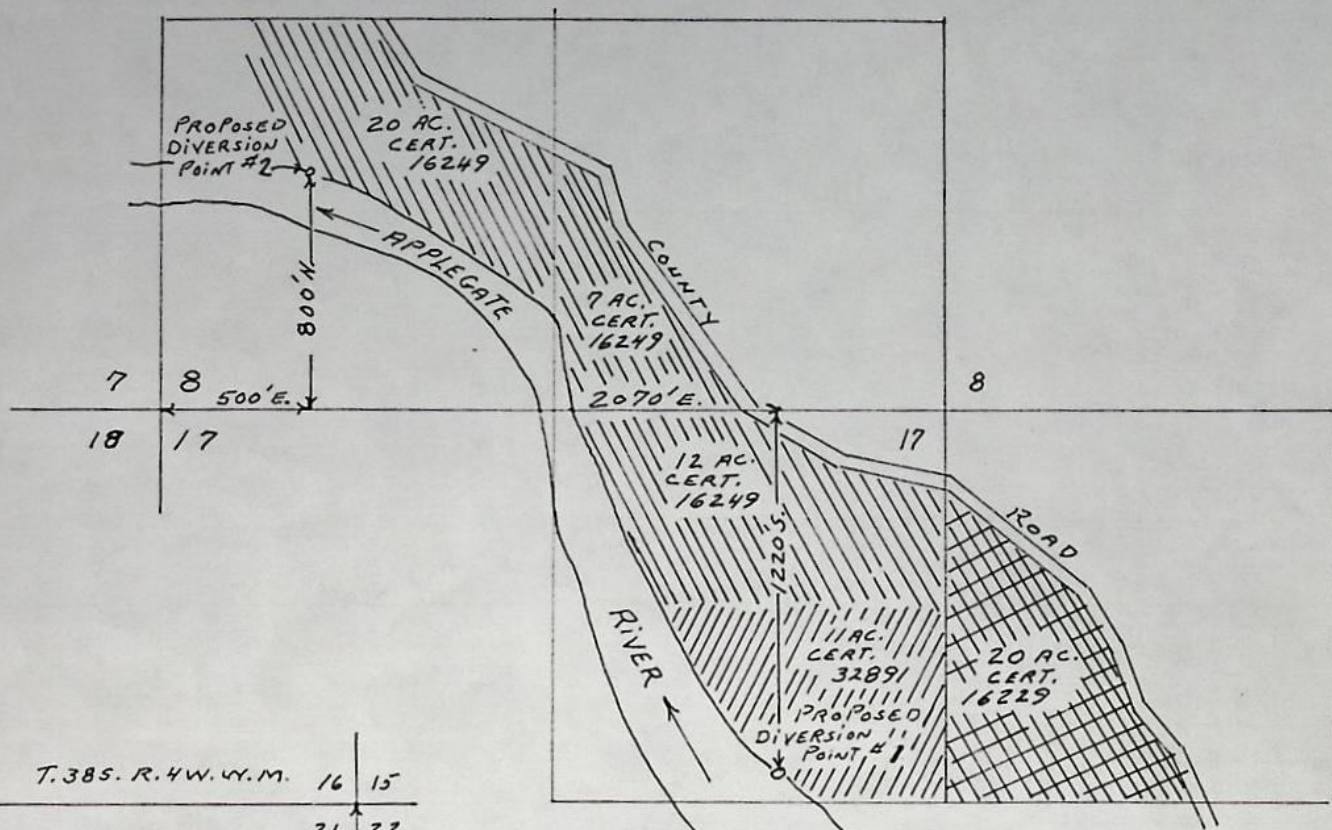 PROPOSED
DIVERSION
POINT #2
20 AC.
CERT.
16249
APPLEGATE
COUNTY
800'N
7 AC.
CERT.
16249
7
8
500'E.
2070'E.
8
18
17
17
12 AC.
CERT.
16249
1220'S.
ROAD
RIVER
11 AC.
CERT.
32891
20 AC.
CERT.
16229
PROPOSED
DIVERSION
POINT #1
T.38S. R.4W. W.M.
16
15
21
22